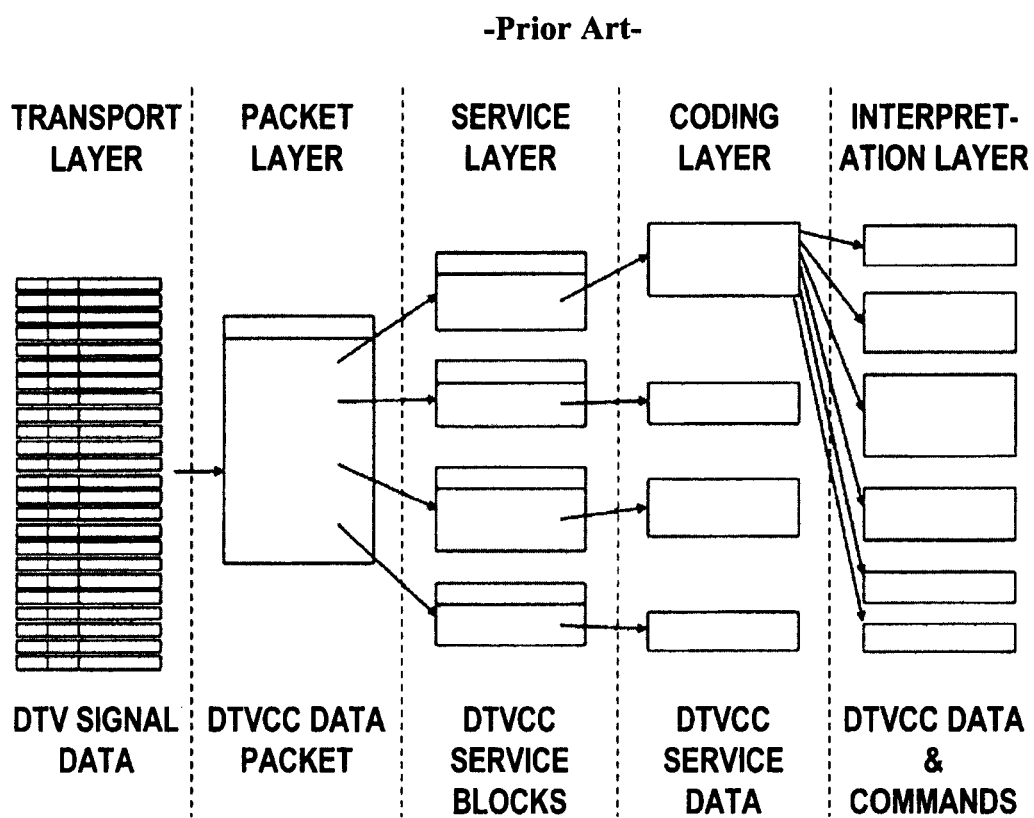 -Prior Art-
TRANSPORT
LAYER
PACKET
LAYER
SERVICE
LAYER
CODING
LAYER
INTERPRET-
ATION LAYER
DTV SIGNAL
DATA
DTVCC DATA
PACKET
DTVCC
SERVICE
BLOCKS
DTVCC
SERVICE
DATA
DTVCC DATA
&
COMMANDS